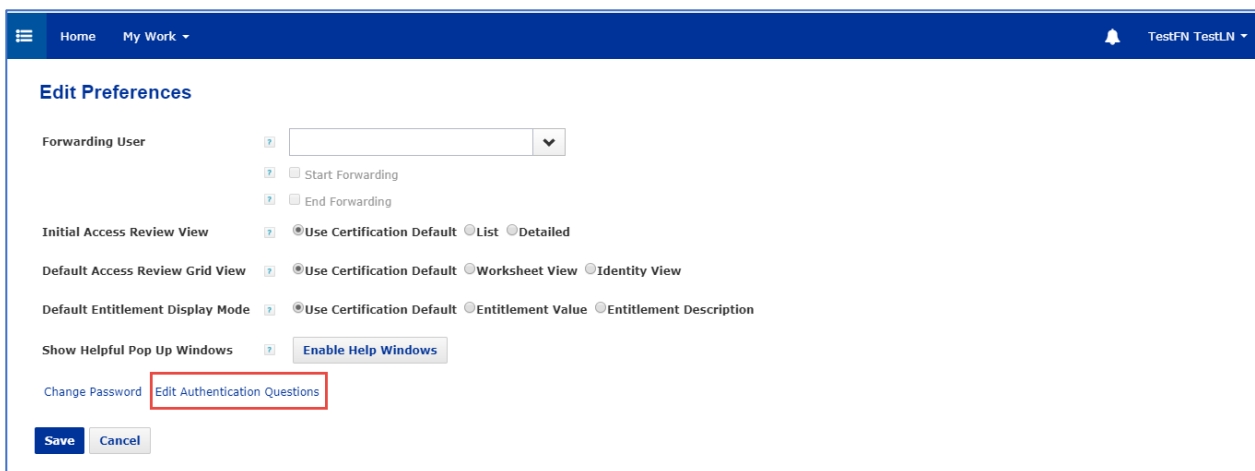 Home My Work TestFN TestLN
Edit Preferences
Forwarding User ?
? Start Forwarding
? End Forwarding
Initial Access Review View ? Use Certification Default List Detailed
Default Access Review Grid View ? Use Certification Default Worksheet View Identity View
Default Entitlement Display Mode ? Use Certification Default Entitlement Value Entitlement Description
Show Helpful Pop Up Windows ? Enable Help Windows
Change Password Edit Authentication Questions
Save Cancel